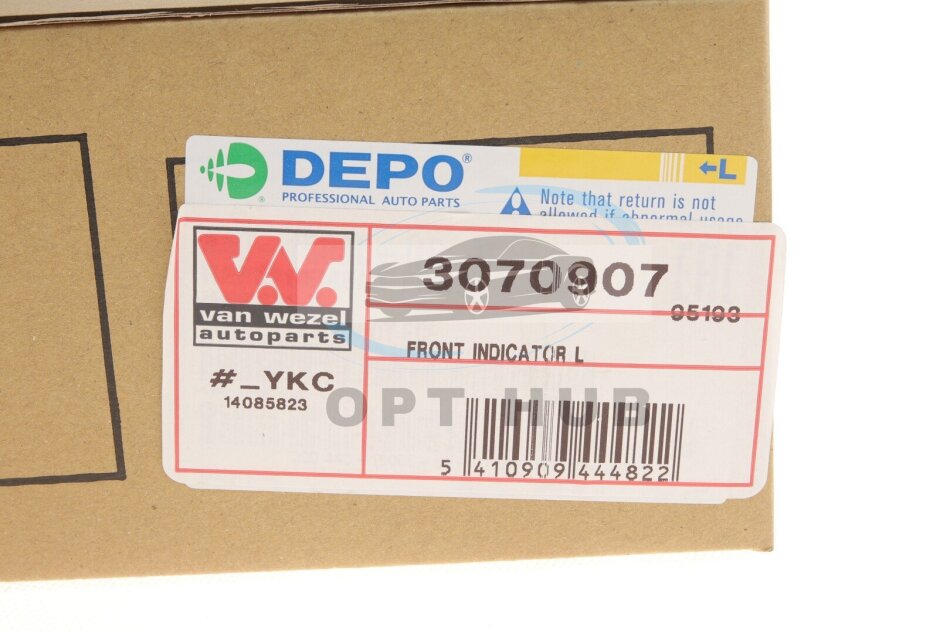 DEPO®
PROFESSIONAL AUTO PARTS
←L
Note that return is not
allowed if abnormal usage
V.V.
van wezel
autoparts
3070907
FRONT INDICATOR L
#_YKC
14085823
OPT HUB
5 410909 444822